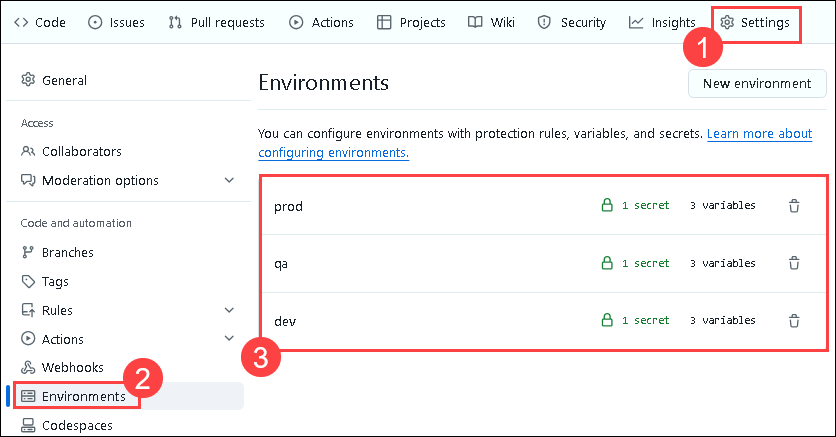 Code Issues Pull requests Actions Projects Wiki Security Insights Settings
1
General
Access
Collaborators
Moderation options
Code and automation
Branches
Tags
Rules
Actions
Webhooks
2
Environments
Codespaces
Environments
New environment
You can configure environments with protection rules, variables, and secrets. Learn more about
configuring environments.
prod 1 secret 3 variables
qa 1 secret 3 variables
dev 1 secret 3 variables
3